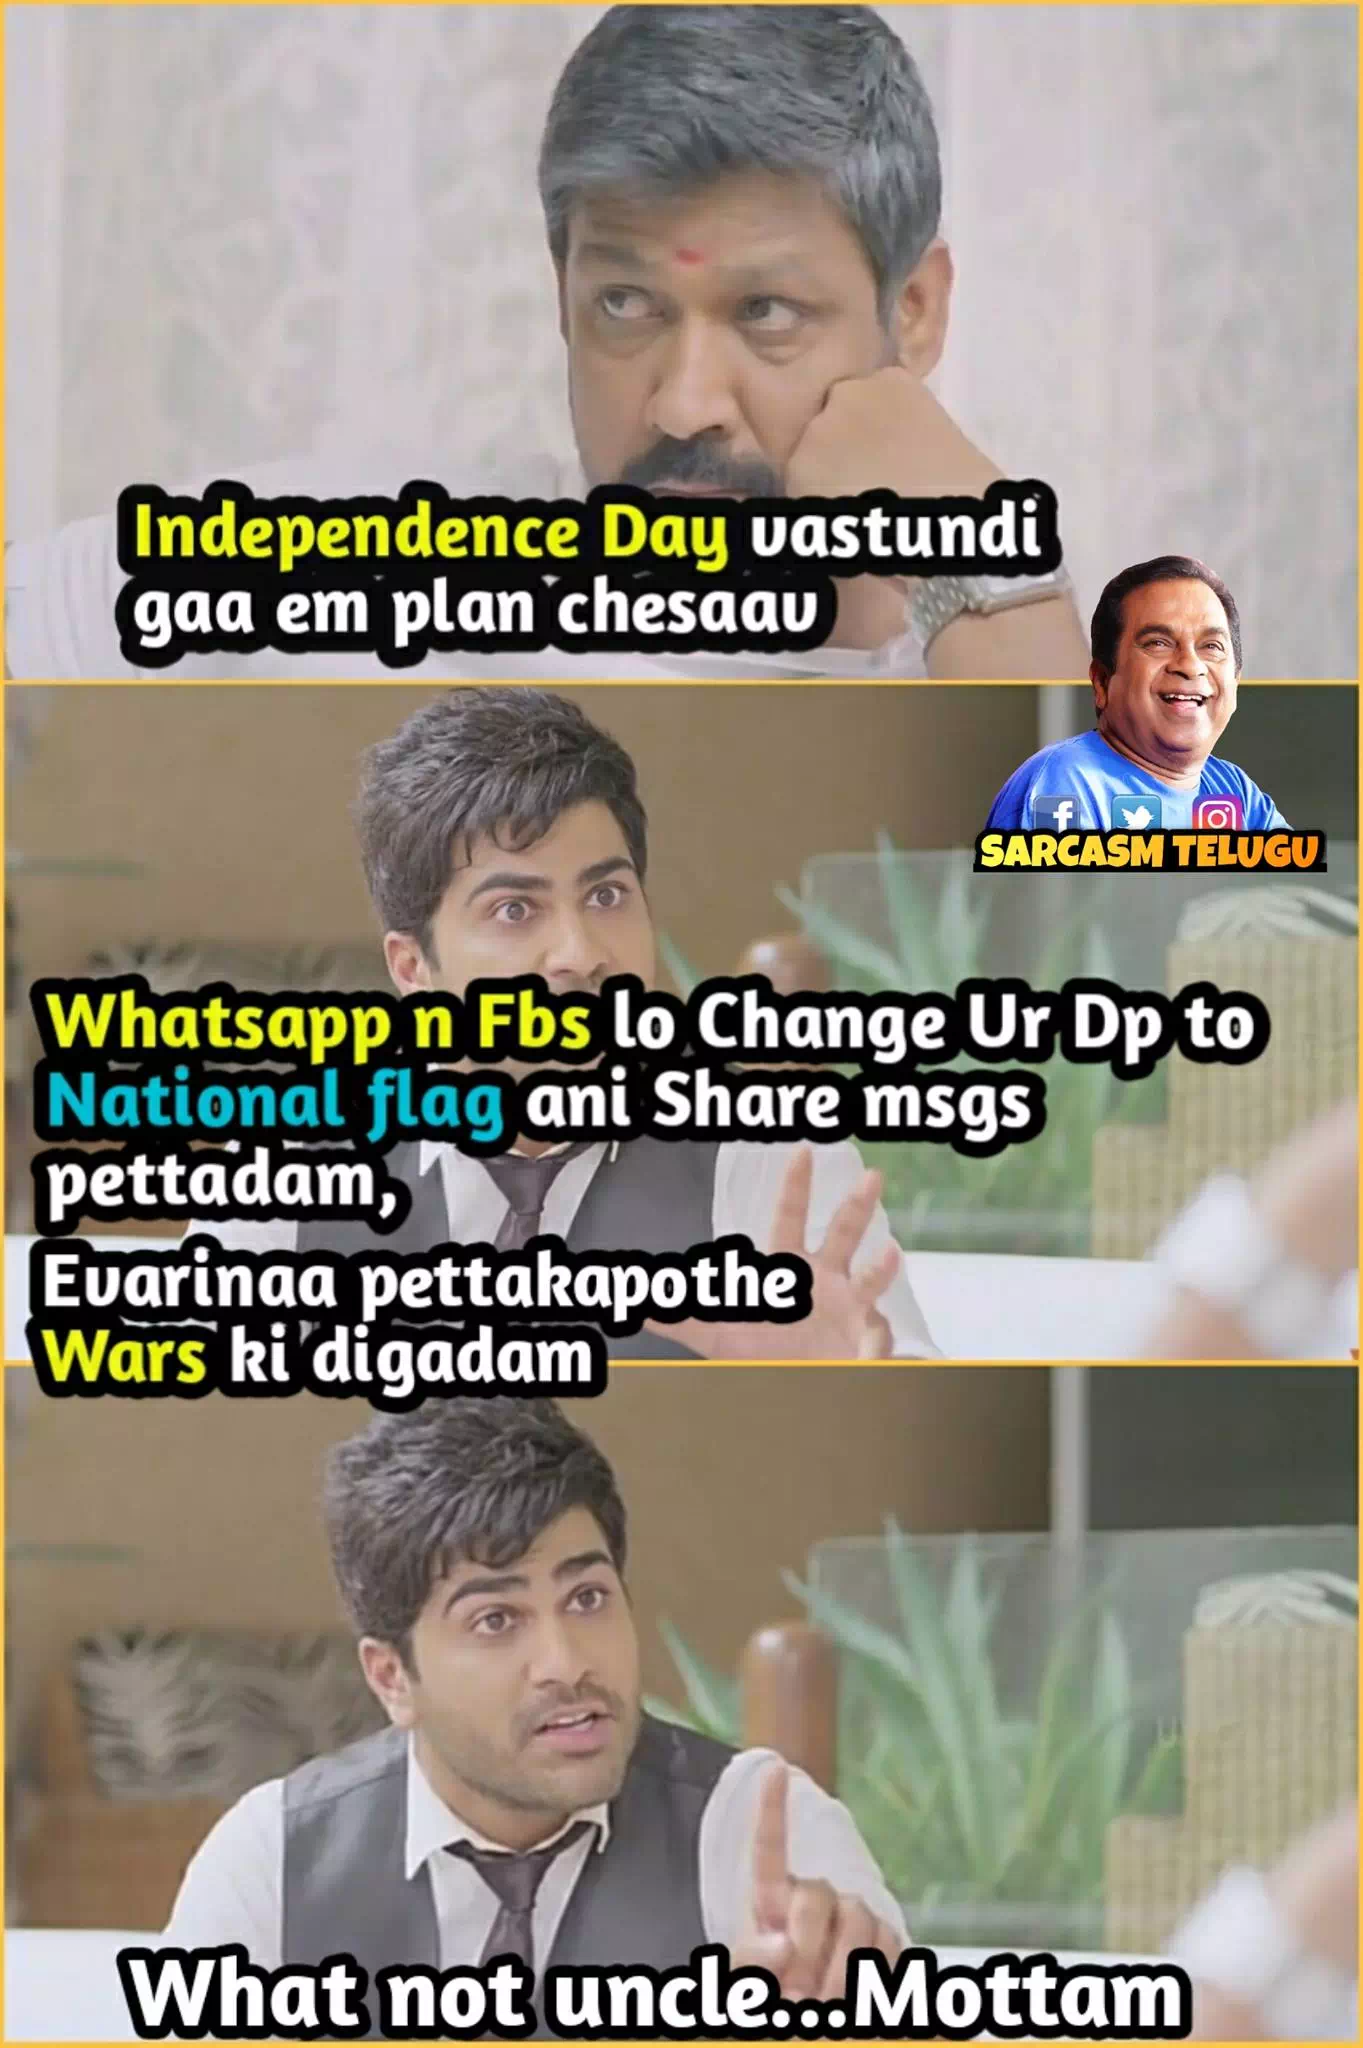 Independence Day vastundi
gaa em plan chesaav
SARCASM TELUGU
Whatsapp n Fbs lo Change Ur Dp to
National flag ani Share msgs
pettadam,
Evarinaa pettakapothe
Wars ki digadam
What not uncle...Mottam